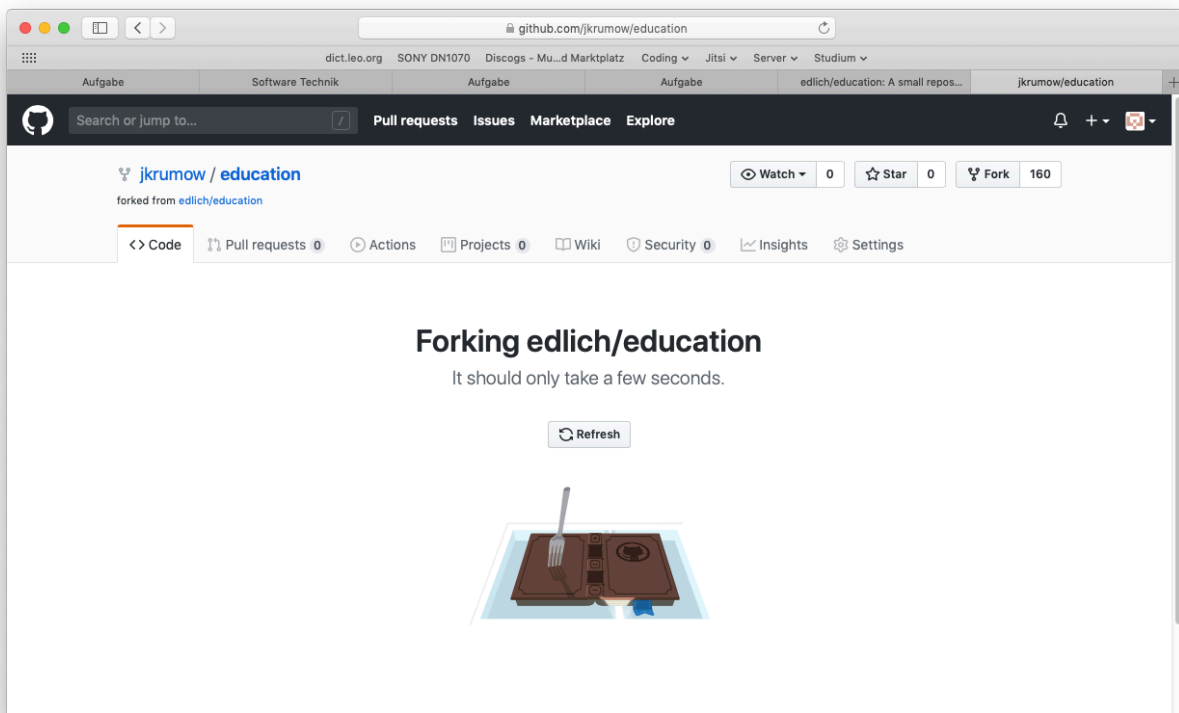 github.com/jkrumow/education
dict.leo.org SONY DN1070 Discogs - Mu...d Marktplatz Coding Jitsi Server Studium
Aufgabe Software Technik Aufgabe Aufgabe edlich/education: A small repos... jkrumow/education +
Search or jump to... / Pull requests Issues Marketplace Explore +
jkrumow / education Watch 0 Star 0 Fork 160
forked from edlich/education
<> Code Pull requests 0 Actions Projects 0 Wiki Security 0 Insights Settings
Forking edlich/education
It should only take a few seconds.
Refresh